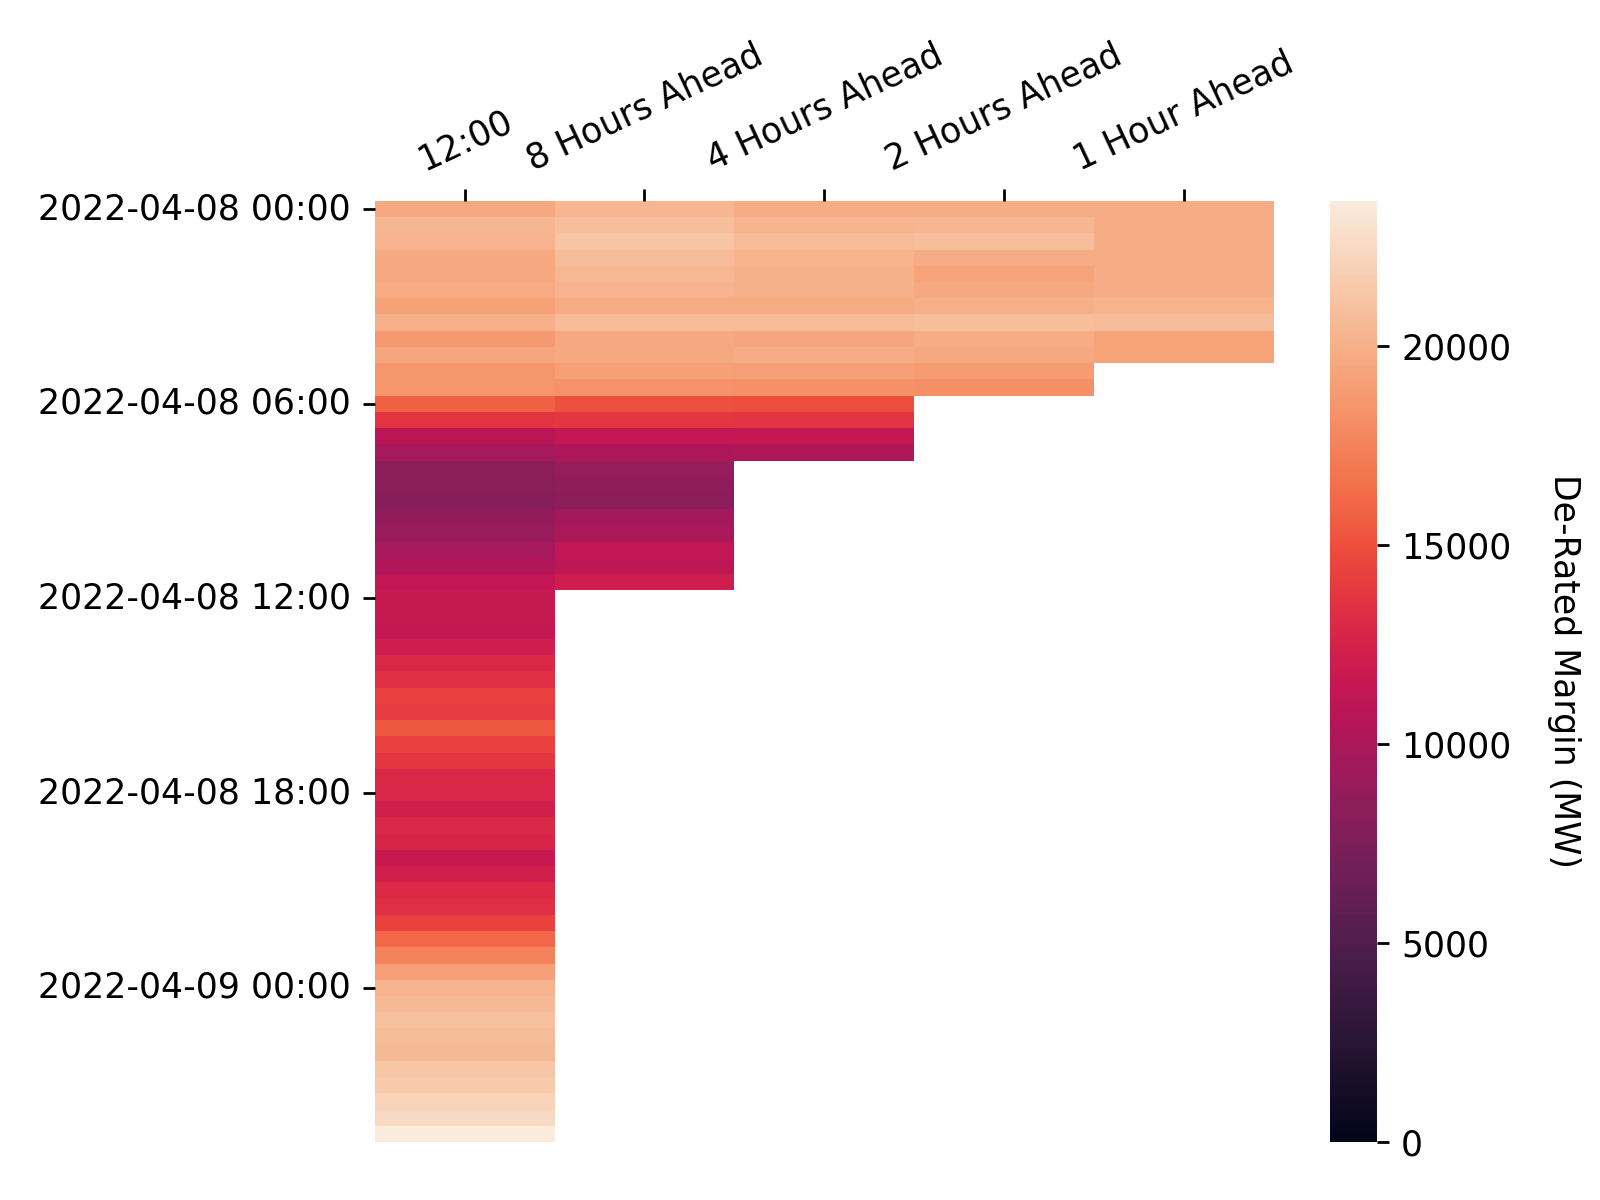 12:00
8 Hours Ahead
4 Hours Ahead
2 Hours Ahead
1 Hour Ahead
2022-04-08 00:00
2022-04-08 06:00
2022-04-08 12:00
2022-04-08 18:00
2022-04-09 00:00
20000
15000
10000
5000
0
De-Rated Margin (MW)